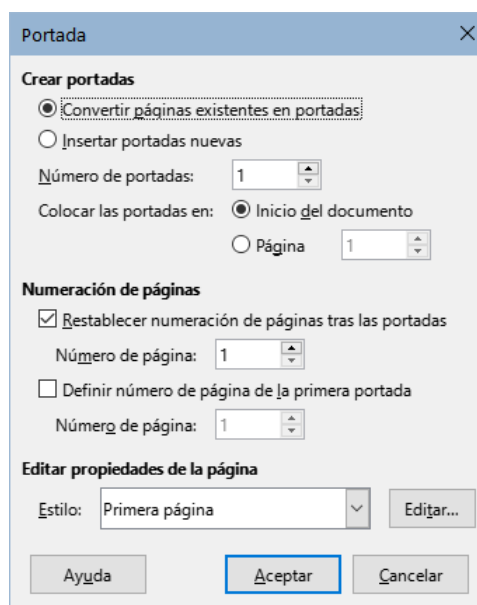 Portada
Crear portadas
Convertir páginas existentes en portadas
Insertar portadas nuevas
Número de portadas: 1
Colocar las portadas en: Inicio del documento
Página 1
Numeración de páginas
Restablecer numeración de páginas tras las portadas
Número de página: 1
Definir número de página de la primera portada
Número de página: 1
Editar propiedades de la página
Estilo: Primera página Editar...
Ayuda Aceptar Cancelar